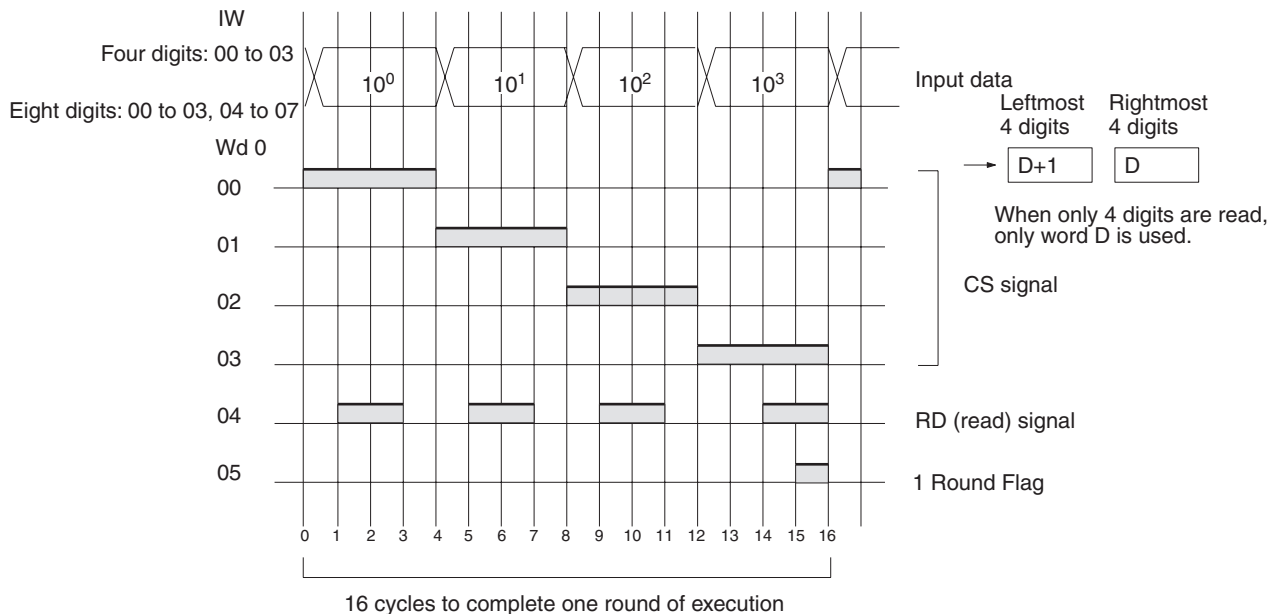 IW
Four digits: 00 to 03
10⁰ 10¹ 10² 10³
Input data
Eight digits: 00 to 03, 04 to 07
Leftmost 4 digits
Rightmost 4 digits
Wd 0
D+1 D
00
When only 4 digits are read,
only word D is used.
01
CS signal
02
03
04
RD (read) signal
05
1 Round Flag
0 1 2 3 4 5 6 7 8 9 10 11 12 13 14 15 16
16 cycles to complete one round of execution